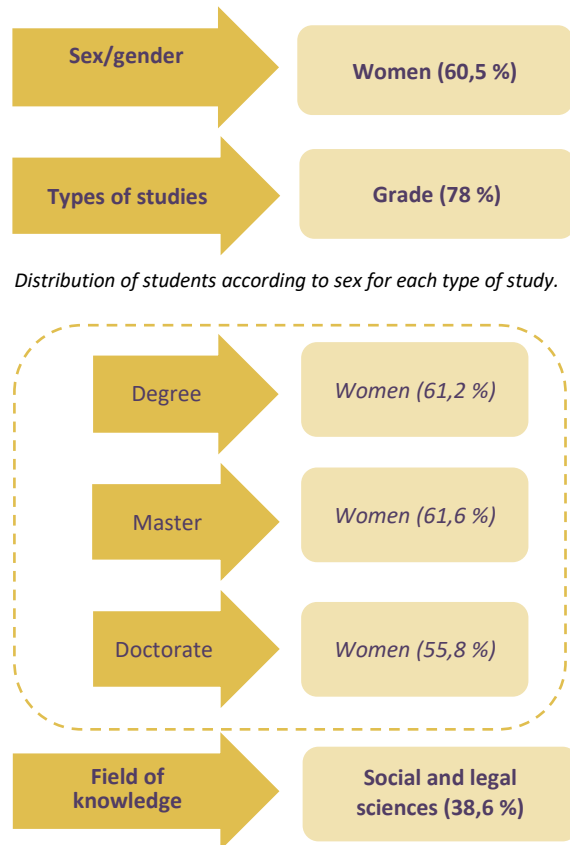 Sex/gender
Women (60,5 %)
Types of studies
Grade (78 %)
Distribution of students according to sex for each type of study.
Degree
Women (61,2 %)
Master
Women (61,6 %)
Doctorate
Women (55,8 %)
Field of
knowledge
Social and legal
sciences (38,6 %)